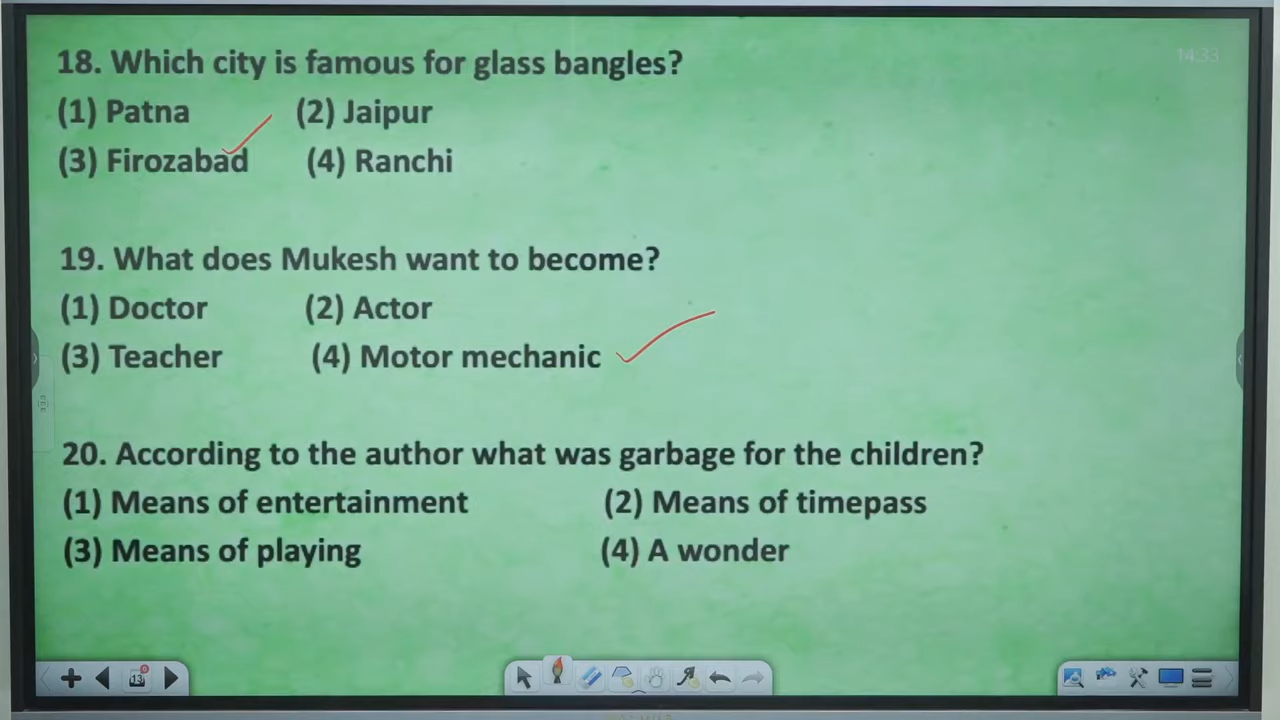 14:33
18. Which city is famous for glass bangles?
(1) Patna (2) Jaipur
(3) Firozabad (4) Ranchi
19. What does Mukesh want to become?
(1) Doctor (2) Actor
(3) Teacher (4) Motor mechanic
20. According to the author what was garbage for the children?
(1) Means of entertainment (2) Means of timepass
(3) Means of playing (4) A wonder
13